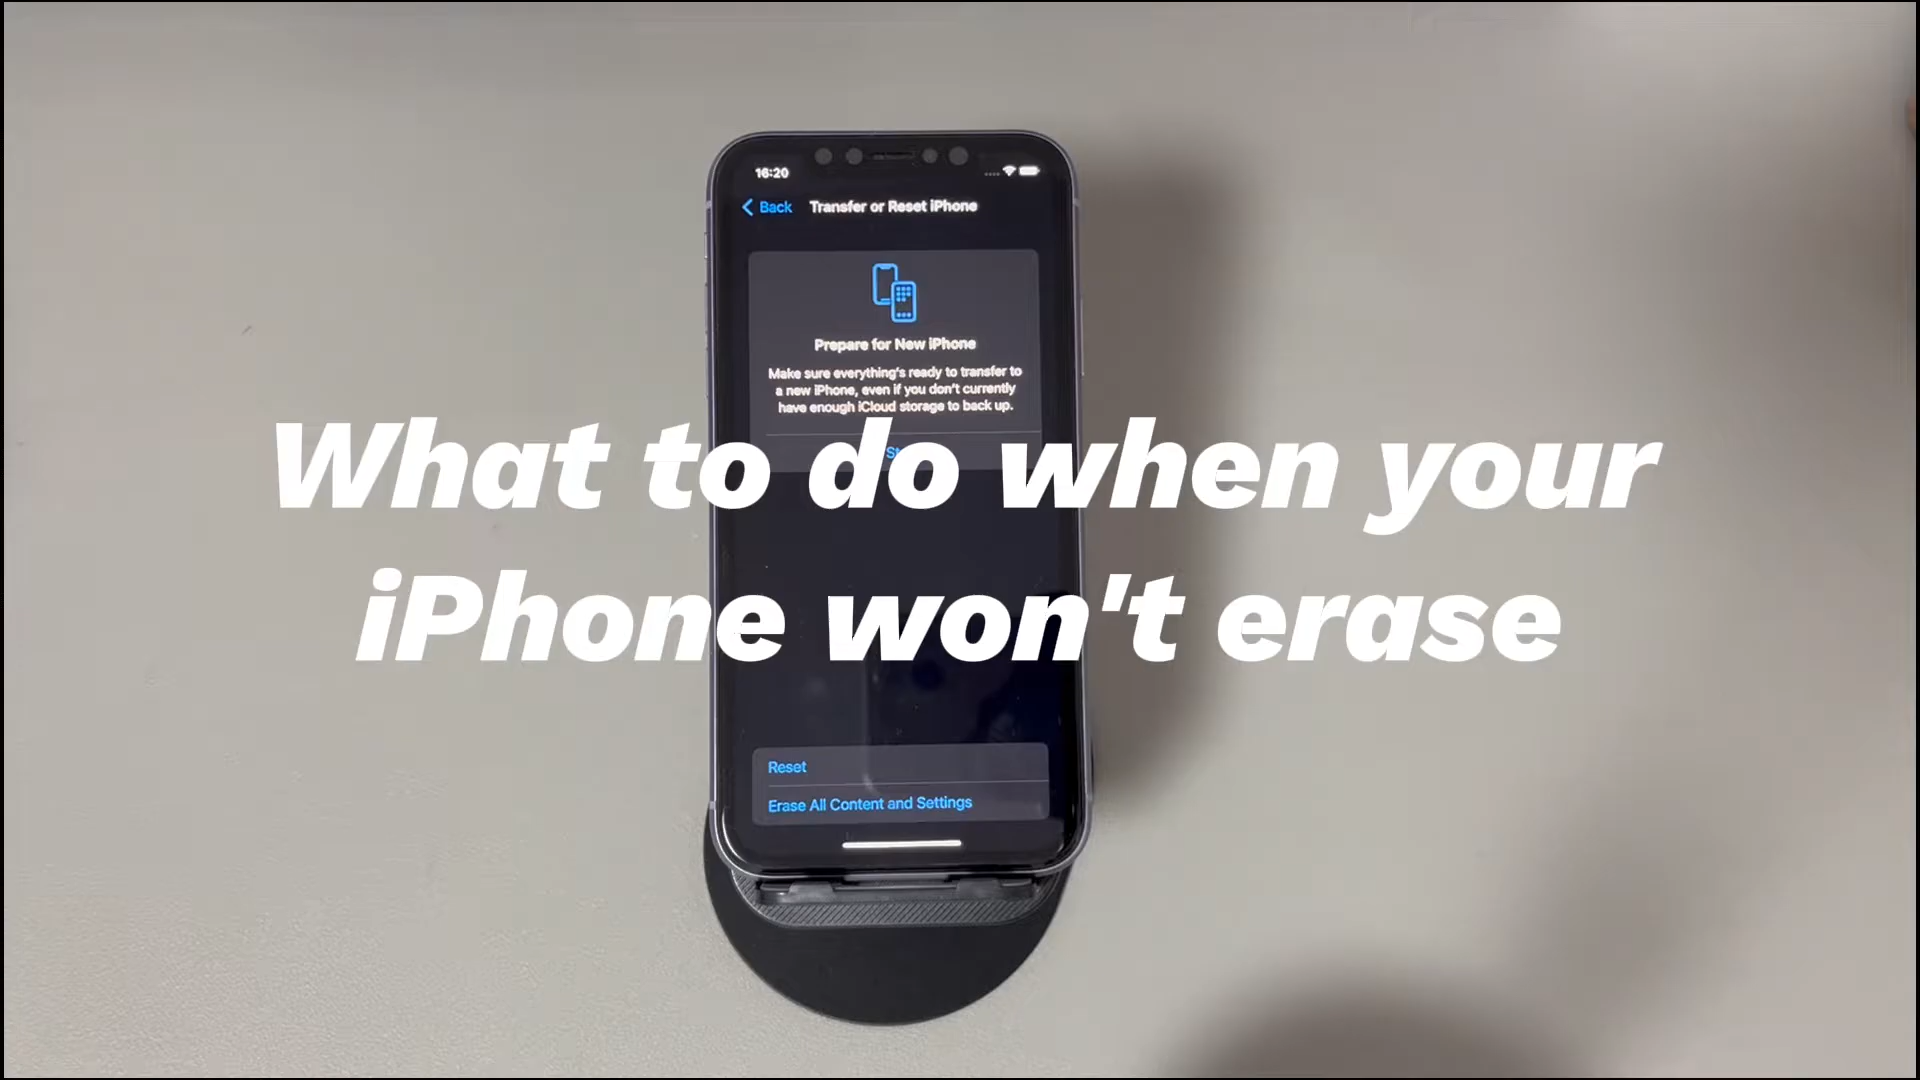 16:20
Back Transfer or Reset iPhone
Prepare for New iPhone
Make sure everything's ready to transfer to
a new iPhone, even if you don't currently
have enough iCloud storage to back up.
What to do when your
iPhone won't erase
Reset
Erase All Content and Settings